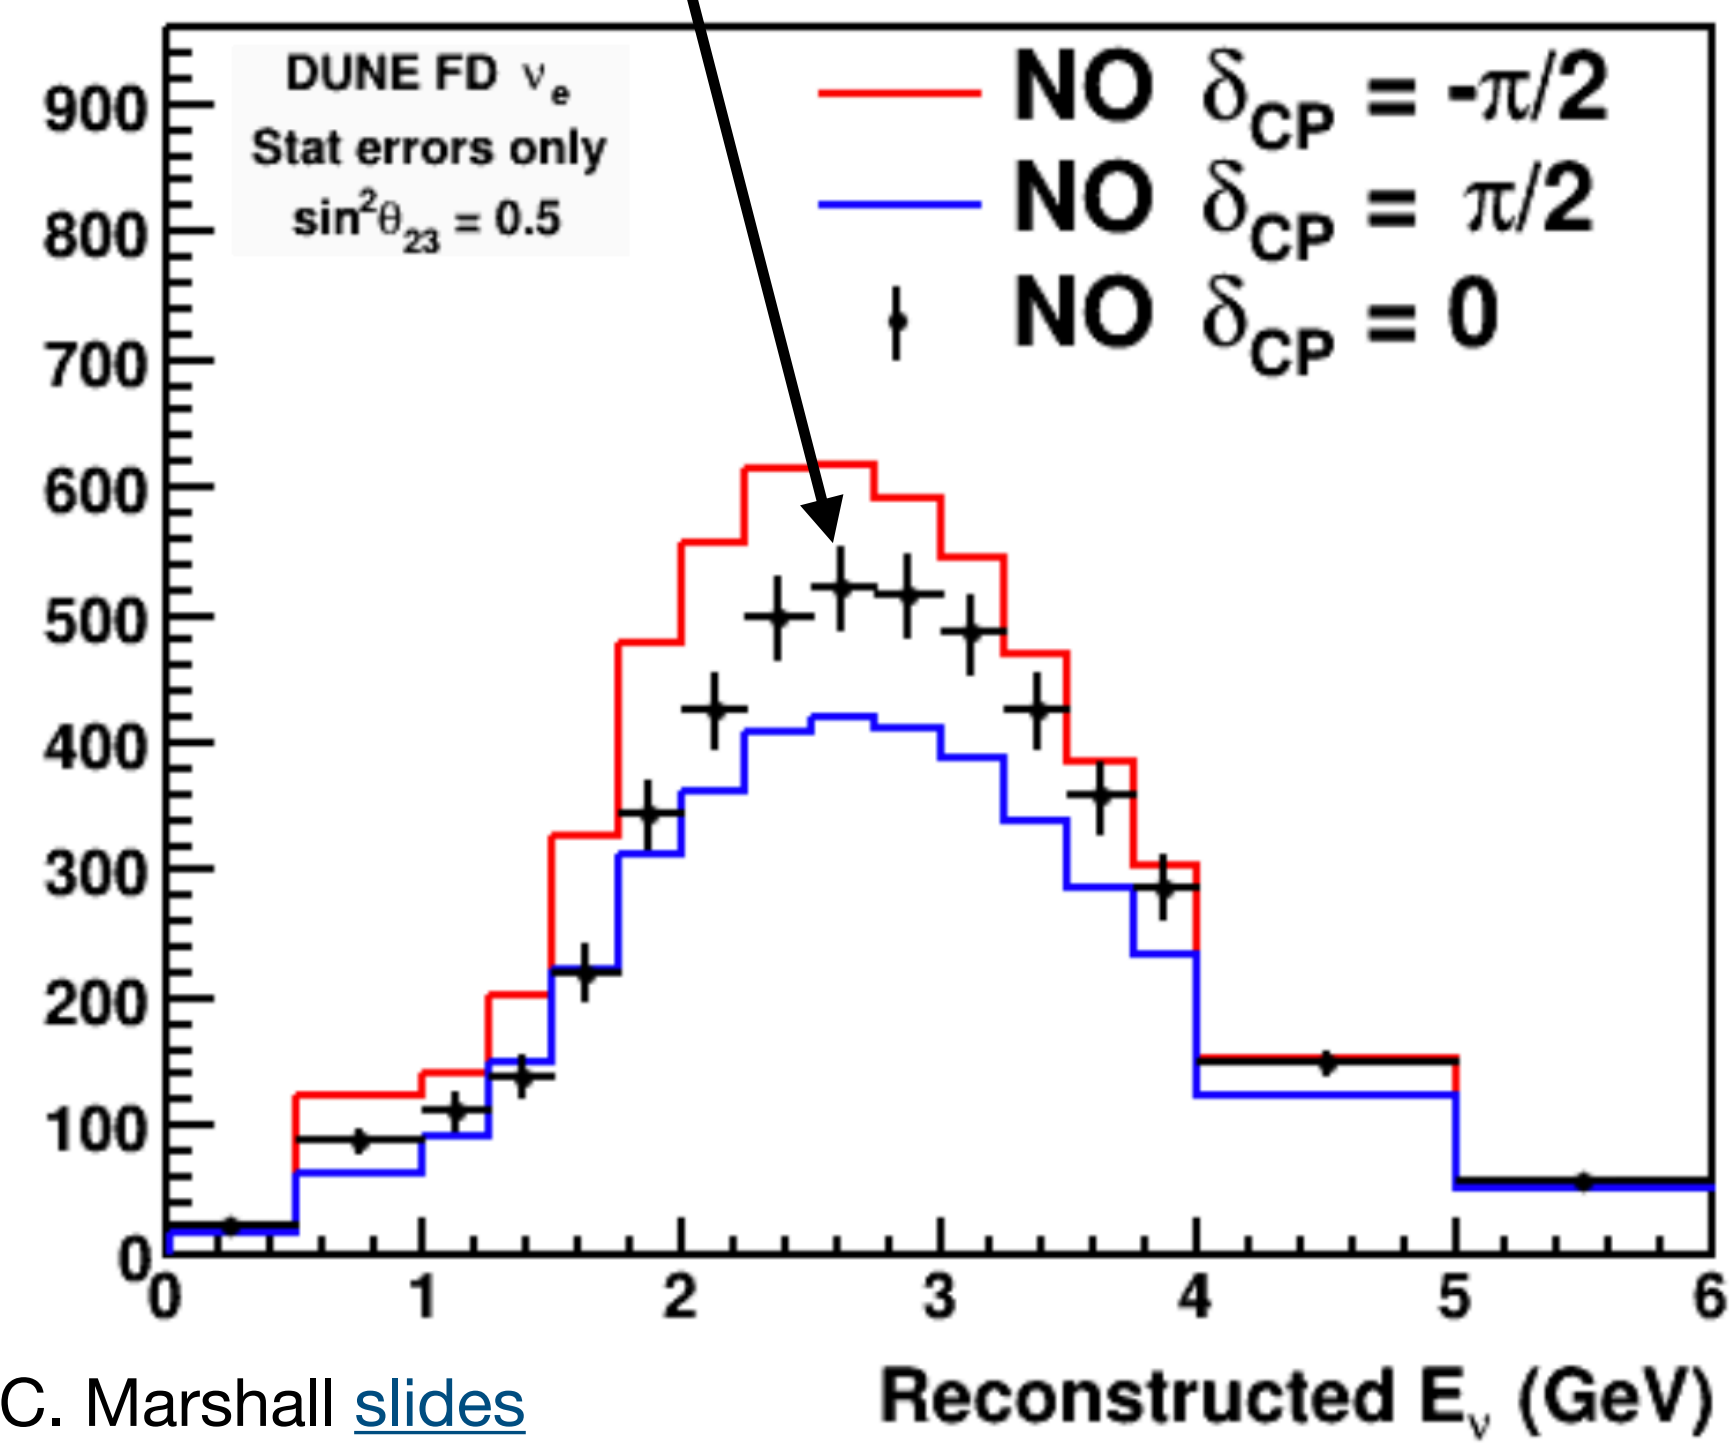 DUNE FD νe
Stat errors only
sin²θ23 = 0.5
NO δCP = -π/2
NO δCP = π/2
NO δCP = 0
900
800
700
600
500
400
300
200
100
0
0 1 2 3 4 5 6
Reconstructed Eν (GeV)
C. Marshall slides